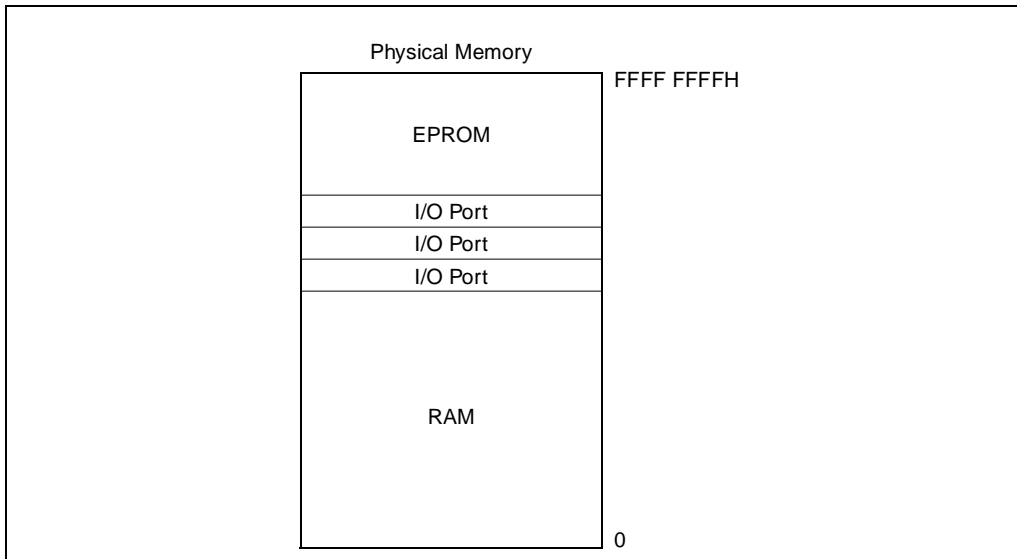 Physical Memory
FFFF FFFFH
EPROM
I/O Port
I/O Port
I/O Port
RAM
0